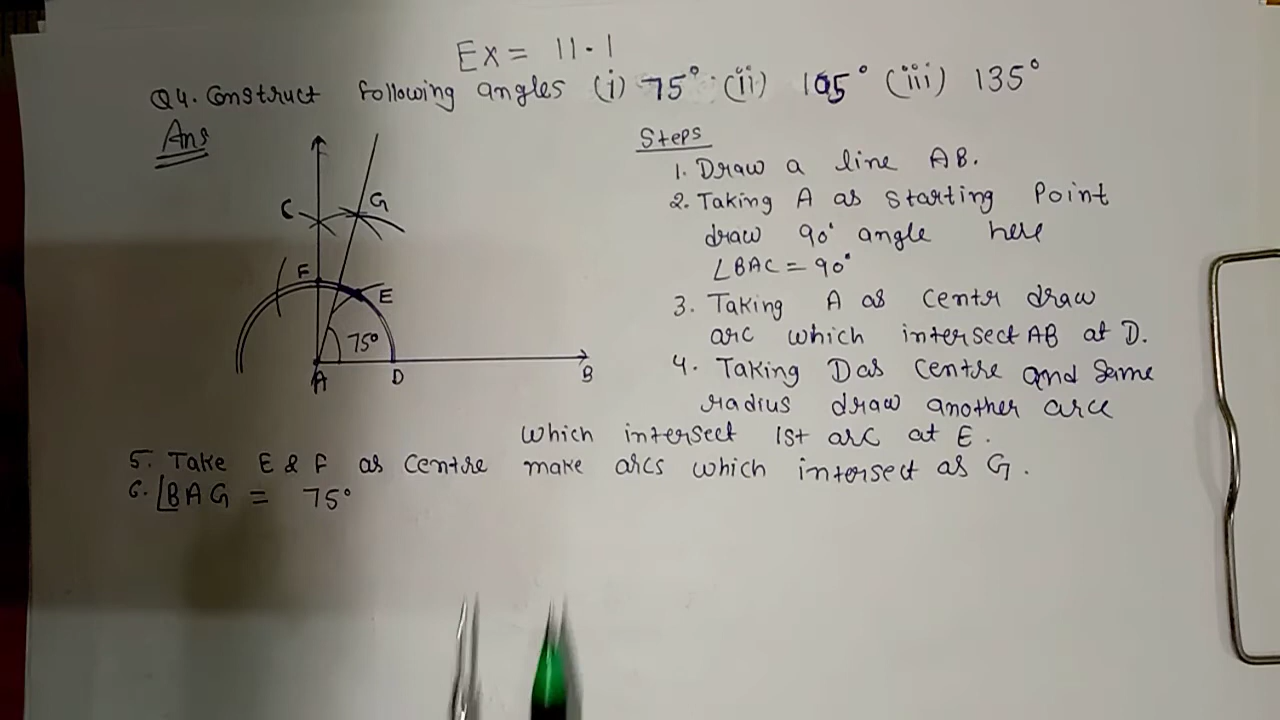 Ex = 11.1
Q4. Construct following angles (i) 75° (ii) 105° (iii) 135°
Ans
C
G
F
E
75°
A
D
B
Steps
1. Draw a line AB.
2. Taking A as starting Point
draw 90° angle here
∠BAC = 90°
3. Taking A as Centr draw
arc which intersect AB at D.
4. Taking D as Centre and Same
radius draw another arc
which intersect 1st arc at E.
5. Take E & F as Centre make arcs which intersect as G.
6. ∠BAG = 75°